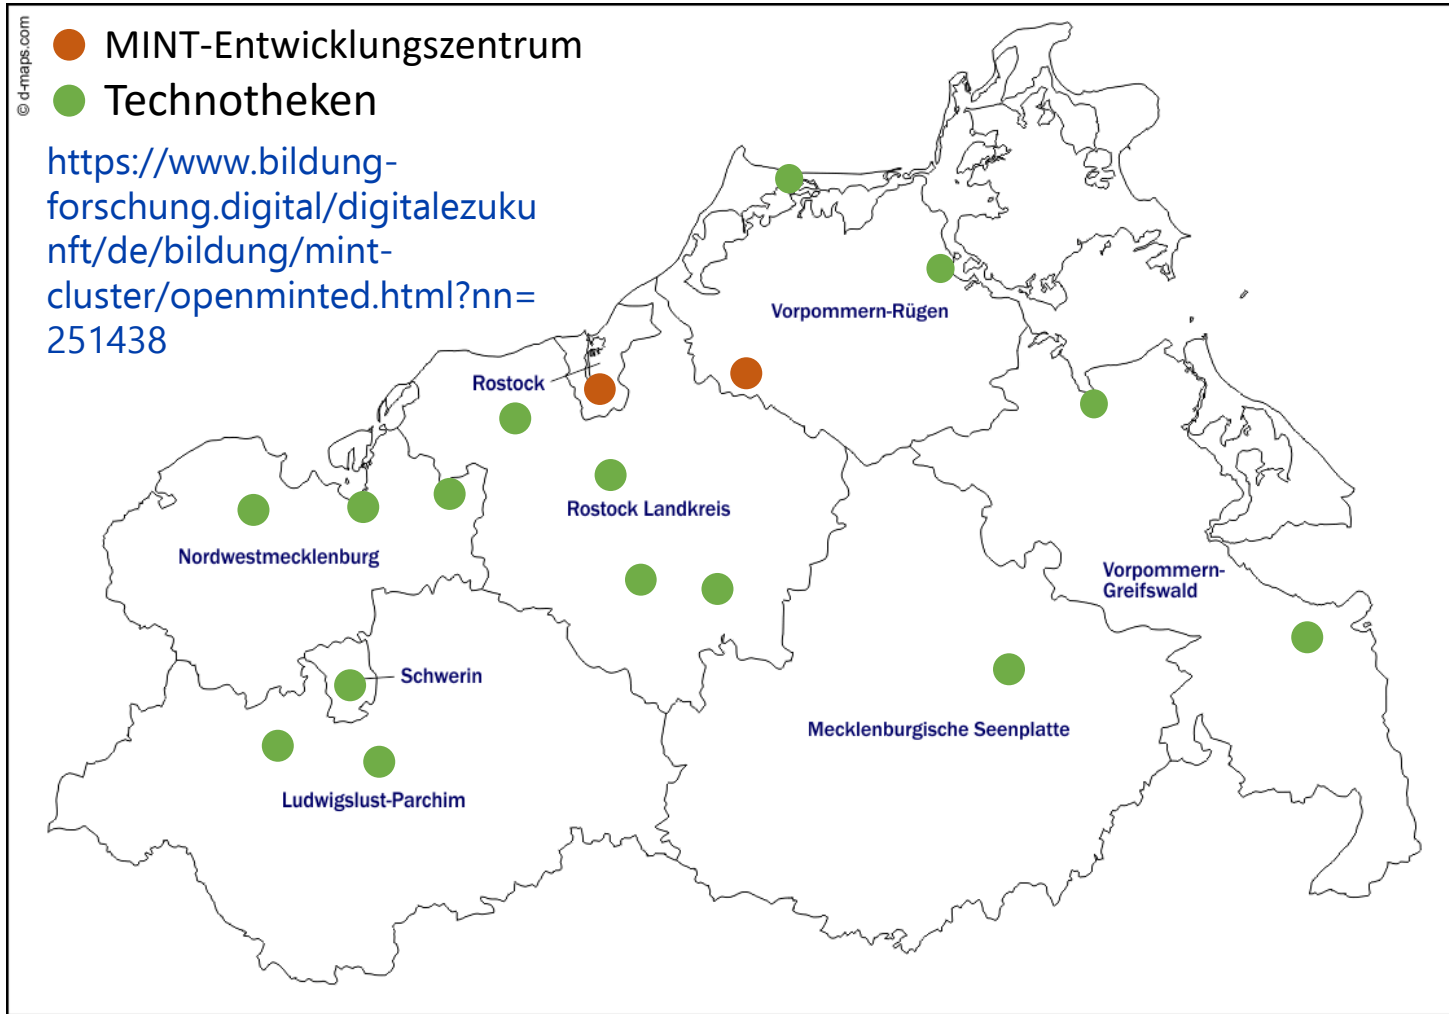 © d-maps.com
MINT-Entwicklungszentrum
Technotheken
https://www.bildung-
forschung.digital/digitalezuku
nft/de/bildung/mint-
cluster/openminted.html?nn=
251438
Vorpommern-Rügen
Rostock
Rostock Landkreis
Nordwestmecklenburg
Vorpommern-
Greifswald
Schwerin
Mecklenburgische Seenplatte
Ludwigslust-Parchim